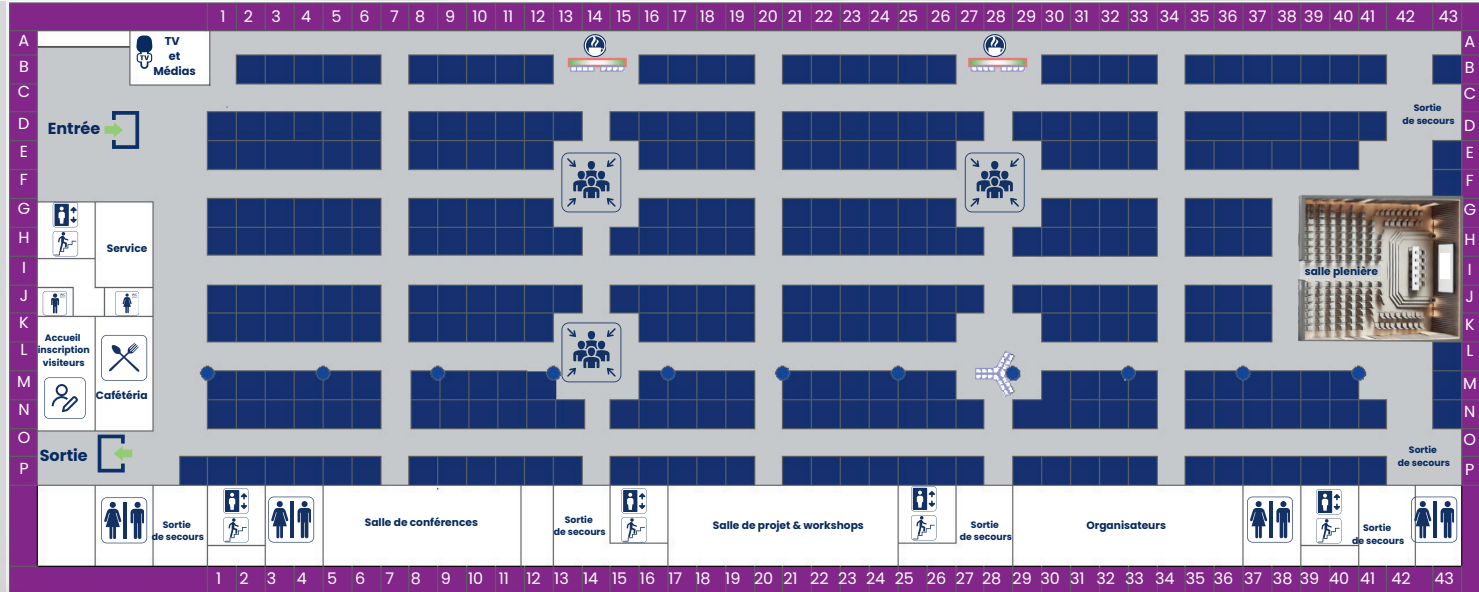 1 2 3 4 5 6 7 8 9 10 11 12 13 14 15 16 17 18 19 20 21 22 23 24 25 26 27 28 29 30 31 32 33 34 35 36 37 38 39 40 41 42 43
A A
TV
et
Médias
TV
B B
C C
Sortie
de secours
D D
Entrée
E E
F F
G G
H H
Service
I I
salle plenière
J J
K K
Accueil
inscription
visiteurs
L L
M M
Cafétéria
N N
O O
Sortie
Sortie
de secours
P P
Sortie
de secours
Salle de conférences
Sortie
de secours
Salle de projet & workshops
Sortie
de secours
Organisateurs
Sortie
de secours
1 2 3 4 5 6 7 8 9 10 11 12 13 14 15 16 17 18 19 20 21 22 23 24 25 26 27 28 29 30 31 32 33 34 35 36 37 38 39 40 41 42 43